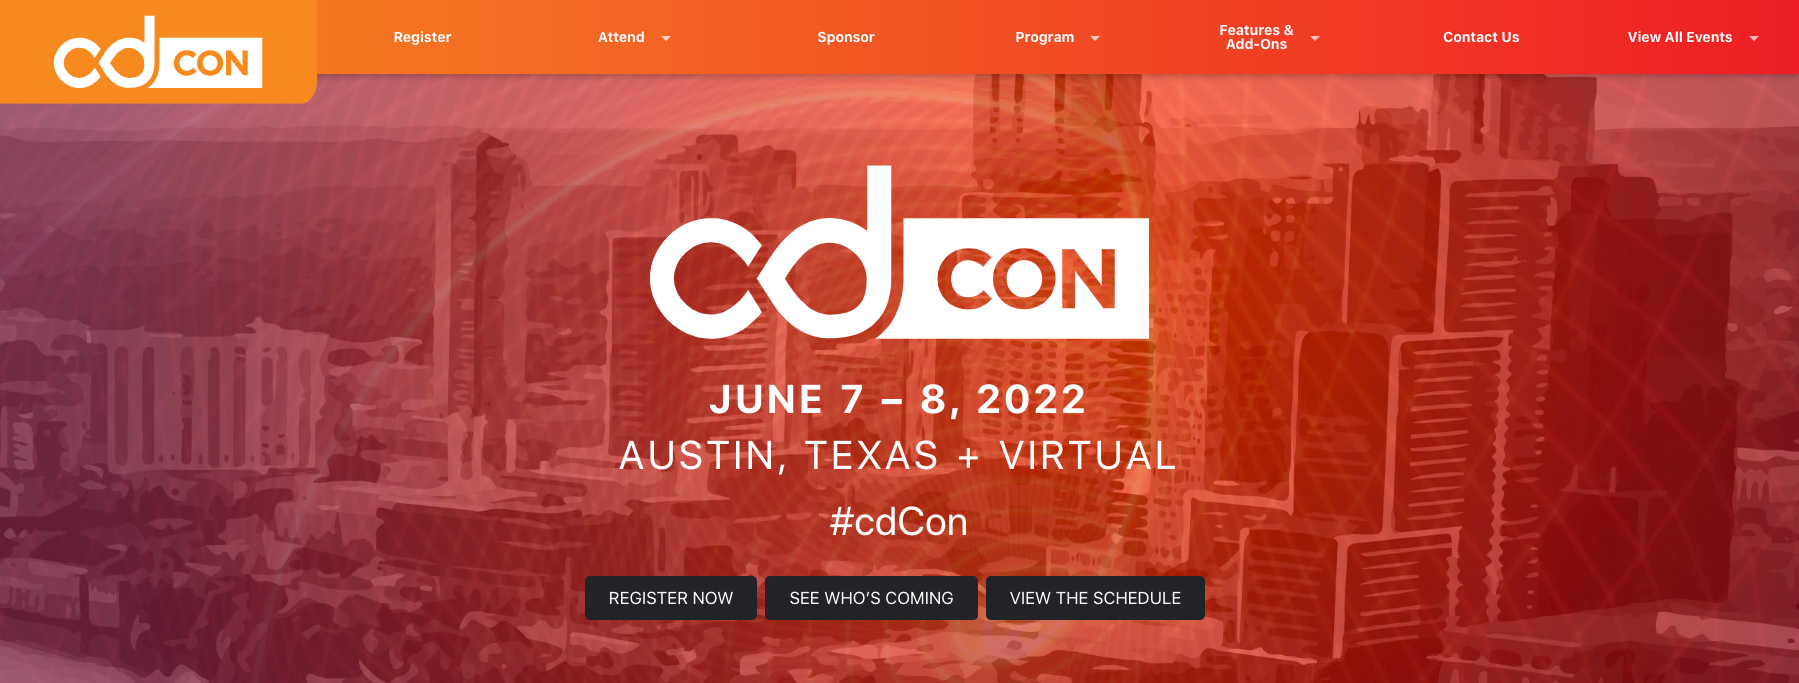 cd CON
Register
Attend
Sponsor
Program
Features &
Add-Ons
Contact Us
View All Events
cd CON
JUNE 7 – 8, 2022
AUSTIN, TEXAS + VIRTUAL
#cdCon
REGISTER NOW
SEE WHO’S COMING
VIEW THE SCHEDULE